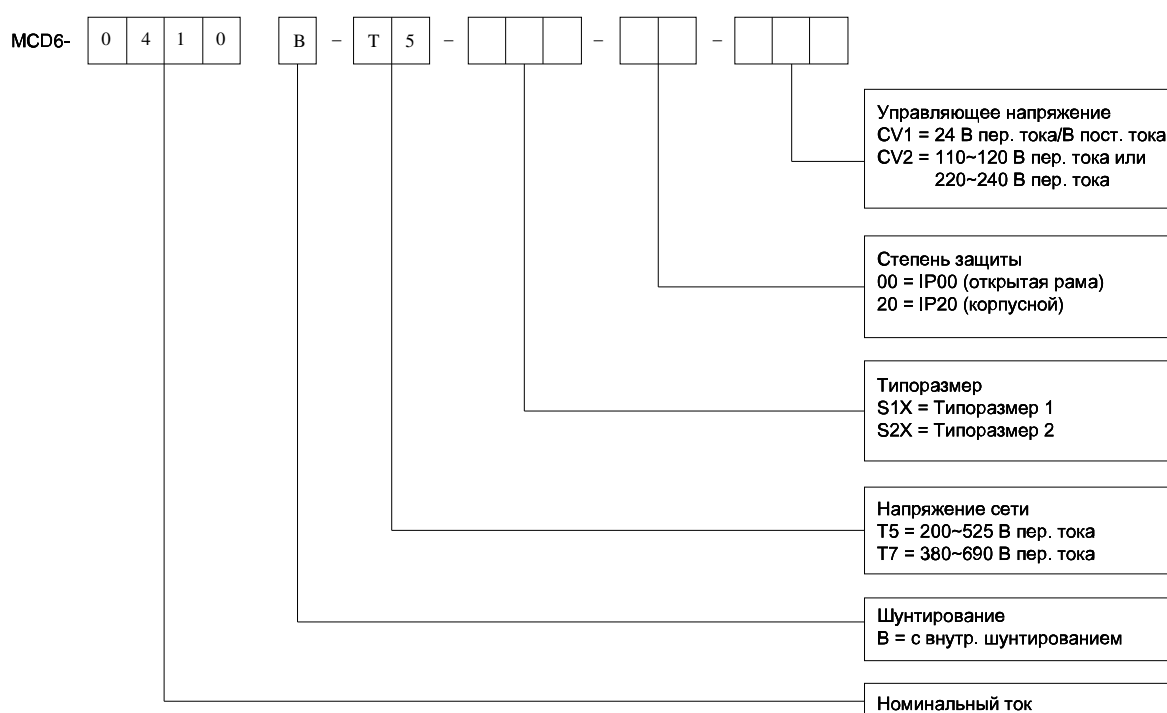 MCD6- 0 4 1 0 B - T 5 - - -
Управляющее напряжение
CV1 = 24 В пер. тока/В пост. тока
CV2 = 110~120 В пер. тока или
220~240 В пер. тока
Степень защиты
00 = IP00 (открытая рама)
20 = IP20 (корпусной)
Типоразмер
S1X = Типоразмер 1
S2X = Типоразмер 2
Напряжение сети
T5 = 200~525 В пер. тока
T7 = 380~690 В пер. тока
Шунтирование
B = с внутр. шунтированием
Номинальный ток